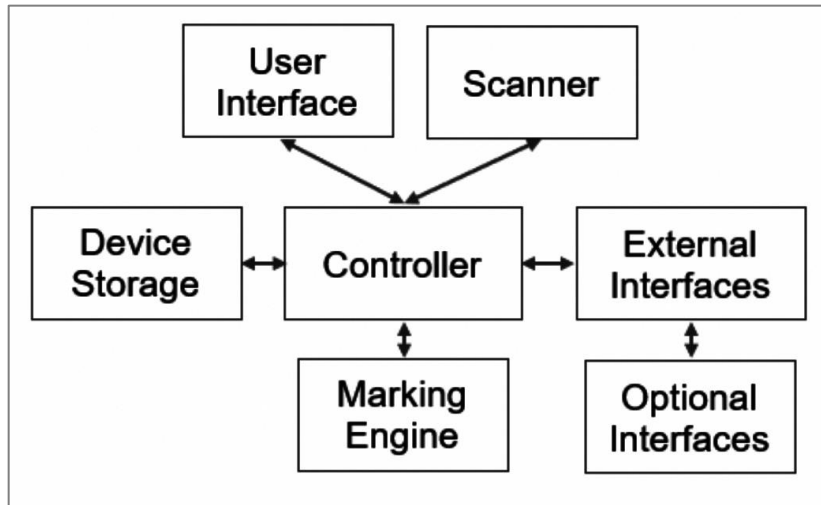 User
Interface
Scanner
Device
Storage
Controller
External
Interfaces
Marking
Engine
Optional
Interfaces